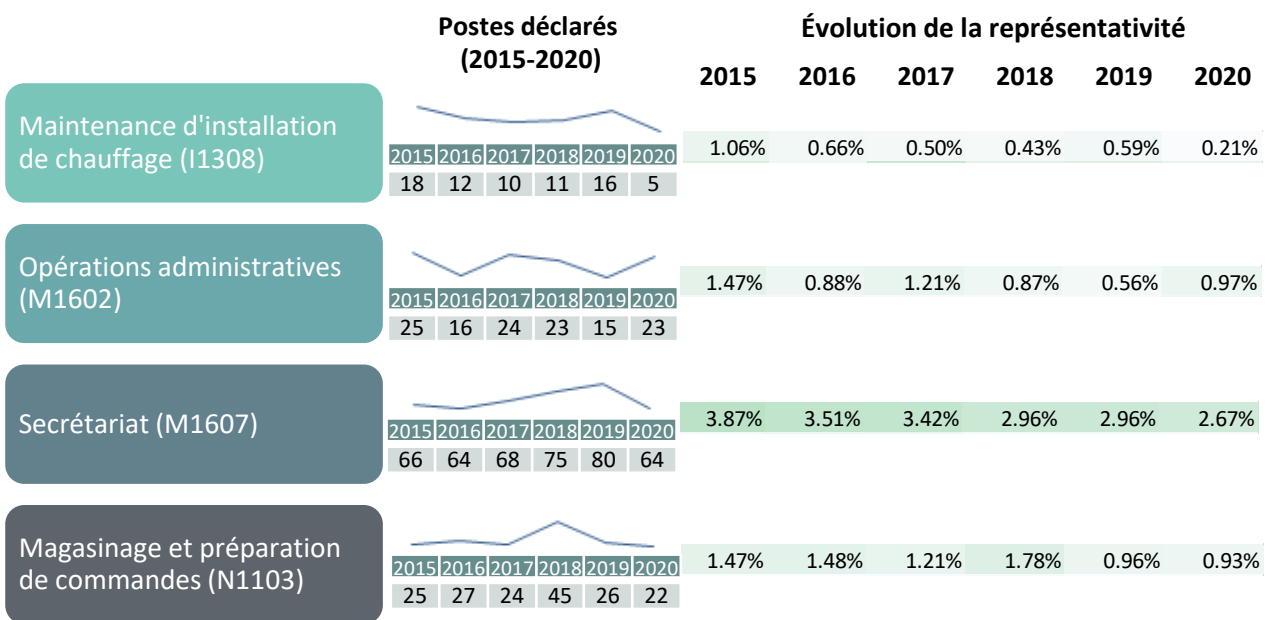 Postes déclarés
(2015-2020)
Évolution de la représentativité
2015 2016 2017 2018 2019 2020
Maintenance d'installation
de chauffage (I1308)
2015 2016 2017 2018 2019 2020
18 12 10 11 16 5
1.06% 0.66% 0.50% 0.43% 0.59% 0.21%
Opérations administratives
(M1602)
2015 2016 2017 2018 2019 2020
25 16 24 23 15 23
1.47% 0.88% 1.21% 0.87% 0.56% 0.97%
Secrétariat (M1607)
2015 2016 2017 2018 2019 2020
66 64 68 75 80 64
3.87% 3.51% 3.42% 2.96% 2.96% 2.67%
Magasinage et préparation
de commandes (N1103)
2015 2016 2017 2018 2019 2020
25 27 24 45 26 22
1.47% 1.48% 1.21% 1.78% 0.96% 0.93%